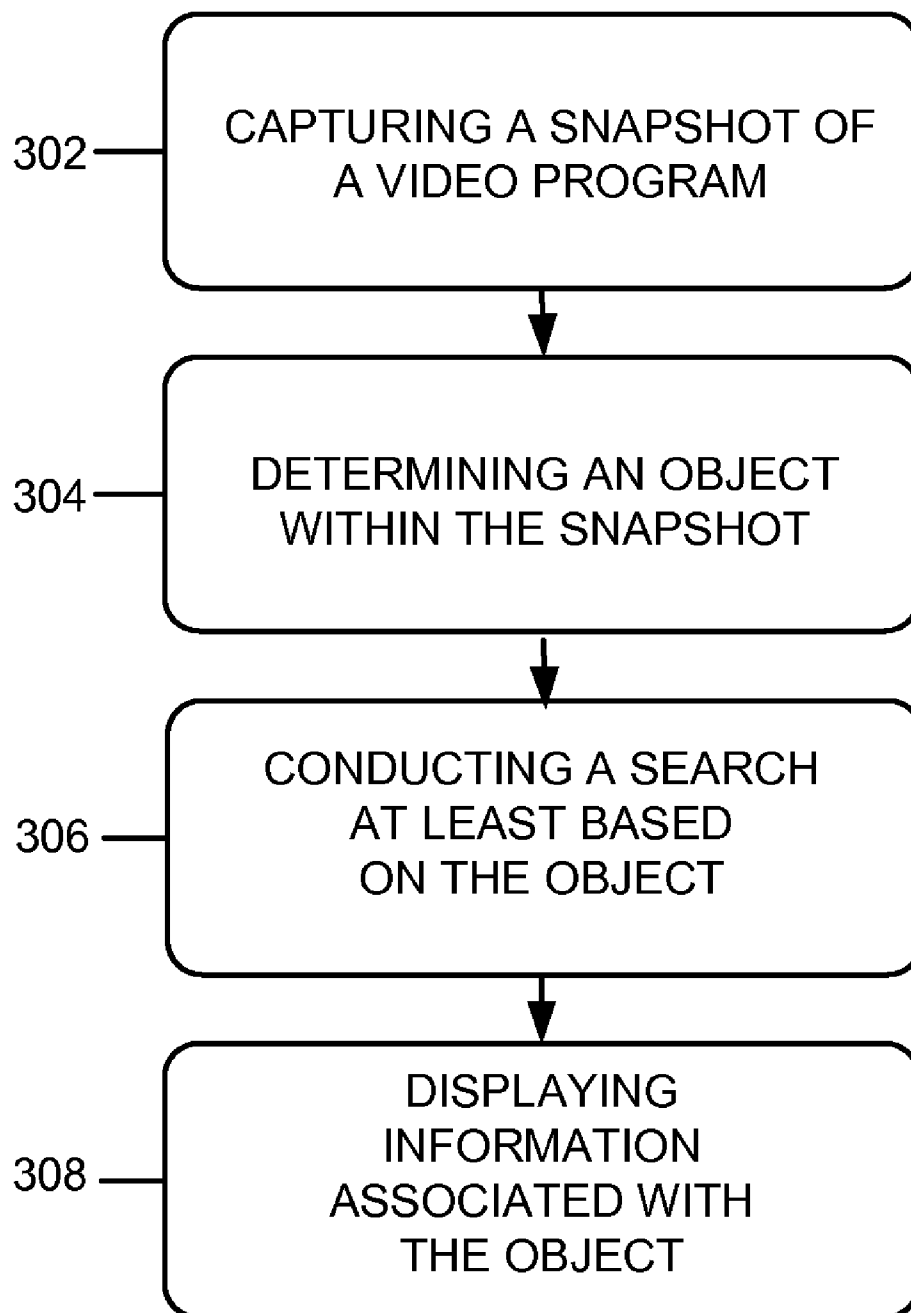 302
CAPTURING A SNAPSHOT OF
A VIDEO PROGRAM
304
DETERMINING AN OBJECT
WITHIN THE SNAPSHOT
306
CONDUCTING A SEARCH
AT LEAST BASED
ON THE OBJECT
308
DISPLAYING
INFORMATION
ASSOCIATED WITH
THE OBJECT